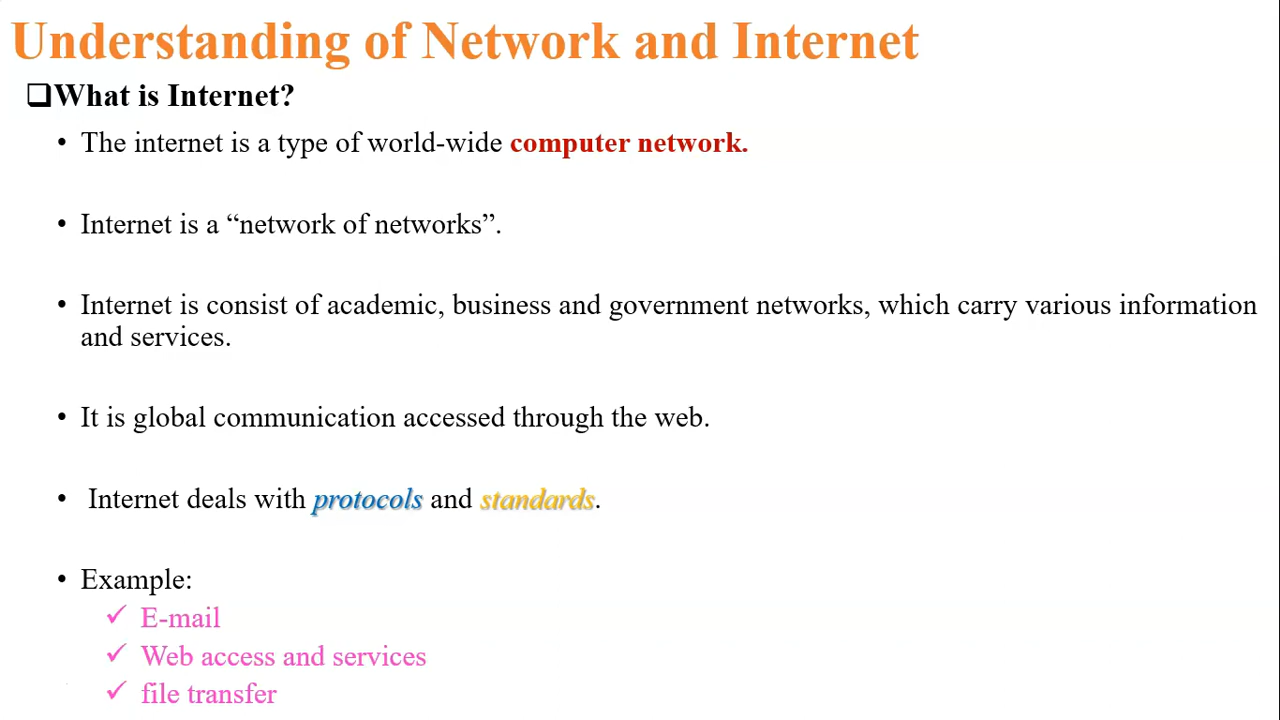 Understanding of Network and Internet
❑What is Internet?
• The internet is a type of world-wide computer network.
• Internet is a “network of networks”.
• Internet is consist of academic, business and government networks, which carry various information
and services.
• It is global communication accessed through the web.
• Internet deals with protocols and standards.
• Example:
✓ E-mail
✓ Web access and services
✓ file transfer